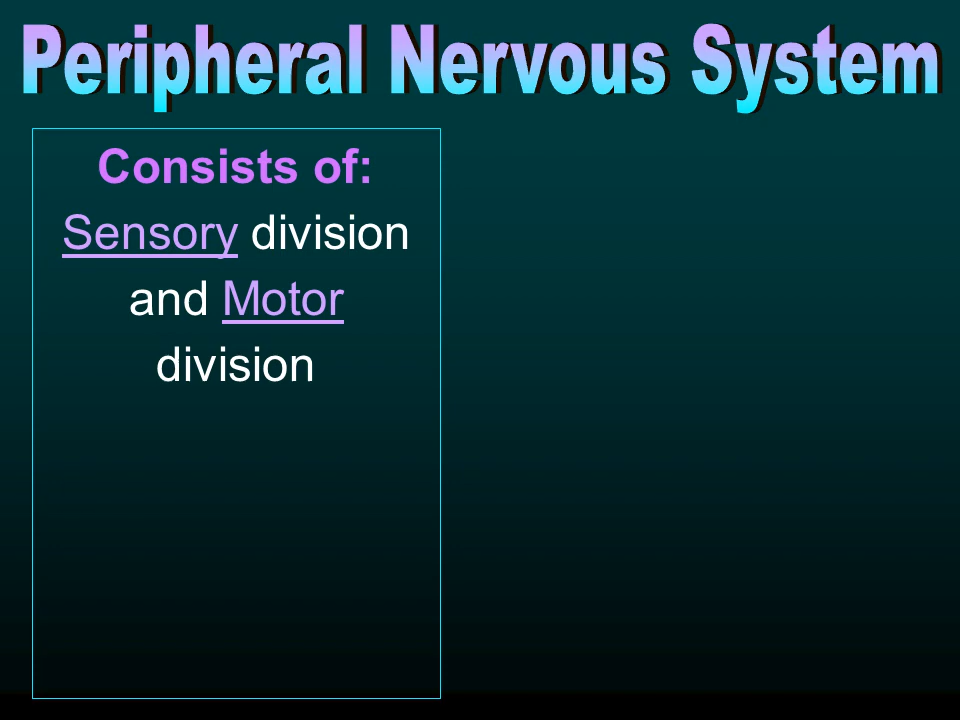 Peripheral Nervous System
Consists of:
Sensory division
and Motor
division